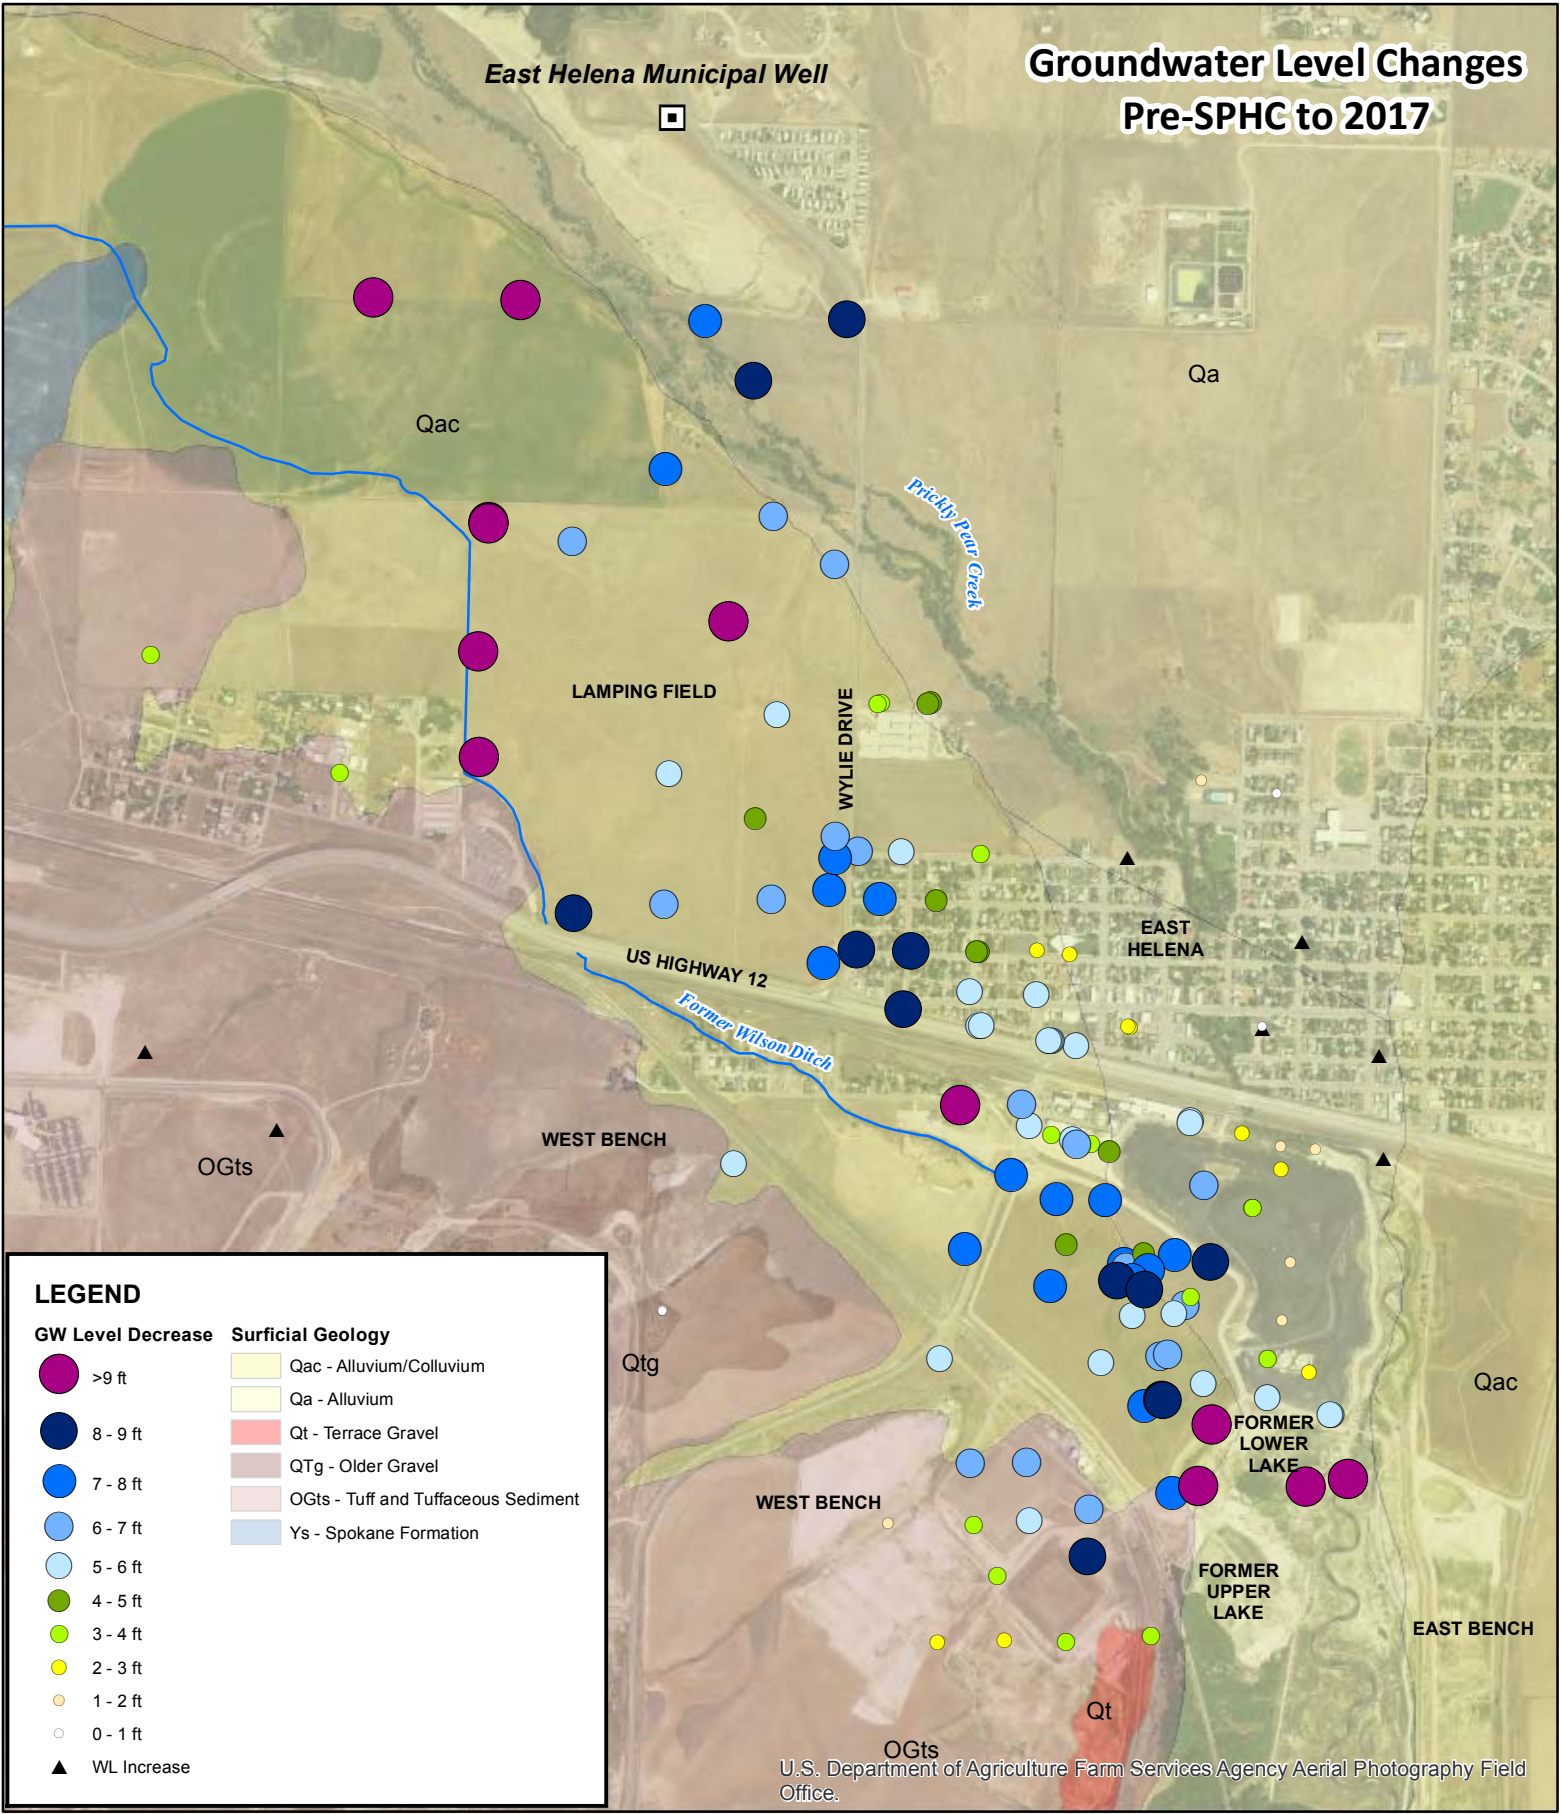 East Helena Municipal Well
Groundwater Level Changes
Pre-SPHC to 2017
Qa
Qac
Prickly Pear Creek
LAMPING FIELD
WYLIE DRIVE
EAST
HELENA
US HIGHWAY 12
Former Wilson Ditch
WEST BENCH
OGts
LEGEND
GW Level Decrease
>9 ft
8 - 9 ft
7 - 8 ft
6 - 7 ft
5 - 6 ft
4 - 5 ft
3 - 4 ft
2 - 3 ft
1 - 2 ft
0 - 1 ft
WL Increase
Surficial Geology
Qac - Alluvium/Colluvium
Qa - Alluvium
Qt - Terrace Gravel
QTg - Older Gravel
OGts - Tuff and Tuffaceous Sediment
Ys - Spokane Formation
Qtg
Qac
FORMER
LOWER
LAKE
WEST BENCH
FORMER
UPPER
LAKE
EAST BENCH
Qt
OGts
U.S. Department of Agriculture Farm Services Agency Aerial Photography Field
Office.